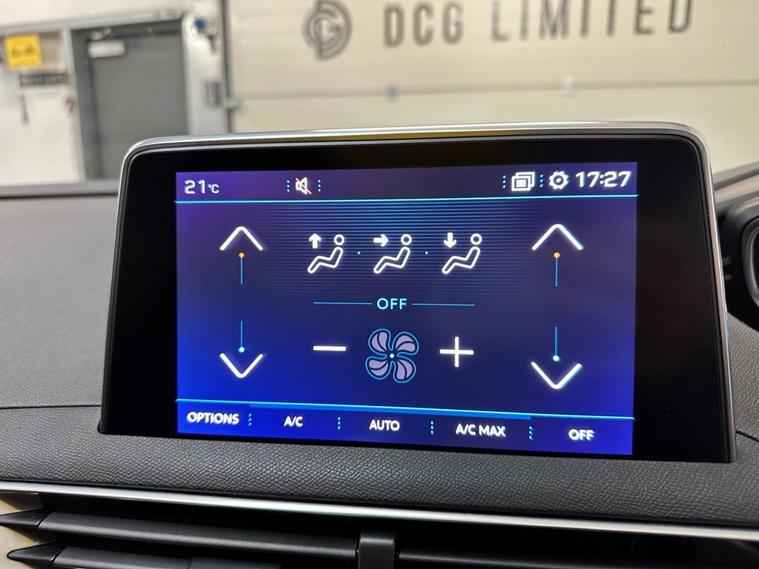 DCG LIMITED
21°C
17:27
OFF
OPTIONS A/C AUTO A/C MAX OFF